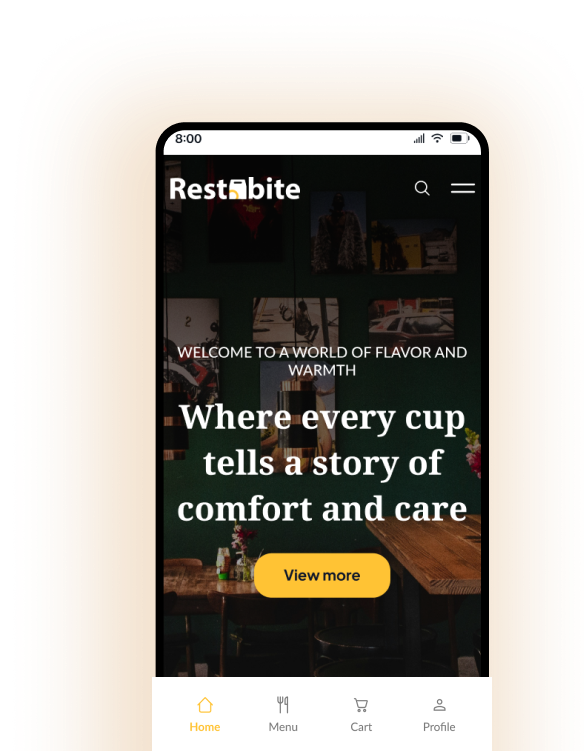 8:00
Restobite
WELCOME TO A WORLD OF FLAVOR AND
WARMTH
Where every cup
tells a story of
comfort and care
View more
Home Menu Cart Profile